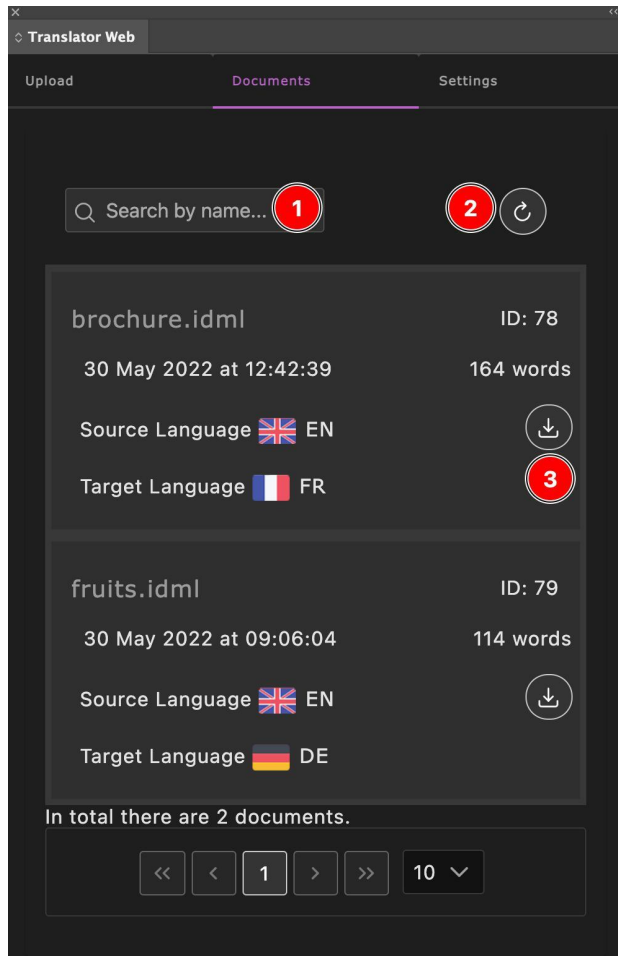 Translator Web
Upload Documents Settings
Search by name... 1 2
brochure.idml ID: 78
30 May 2022 at 12:42:39 164 words
Source Language EN
Target Language FR 3
fruits.idml ID: 79
30 May 2022 at 09:06:04 114 words
Source Language EN
Target Language DE
In total there are 2 documents.
<< < 1 > >> 10